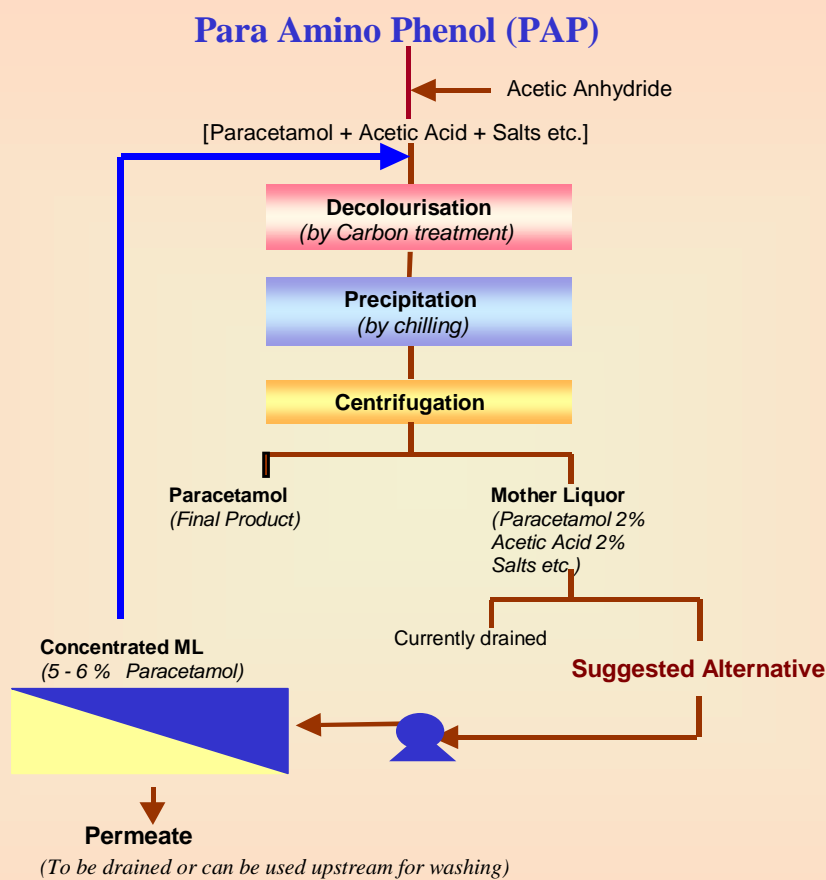 Para Amino Phenol (PAP)
Acetic Anhydride
[Paracetamol + Acetic Acid + Salts etc.]
Decolourisation
(by Carbon treatment)
Precipitation
(by chilling)
Centrifugation
Paracetamol
(Final Product)
Mother Liquor
(Paracetamol 2%
Acetic Acid 2%
Salts etc.)
Currently drained
Suggested Alternative
Concentrated ML
(5 - 6 % Paracetamol)
Permeate
(To be drained or can be used upstream for washing)